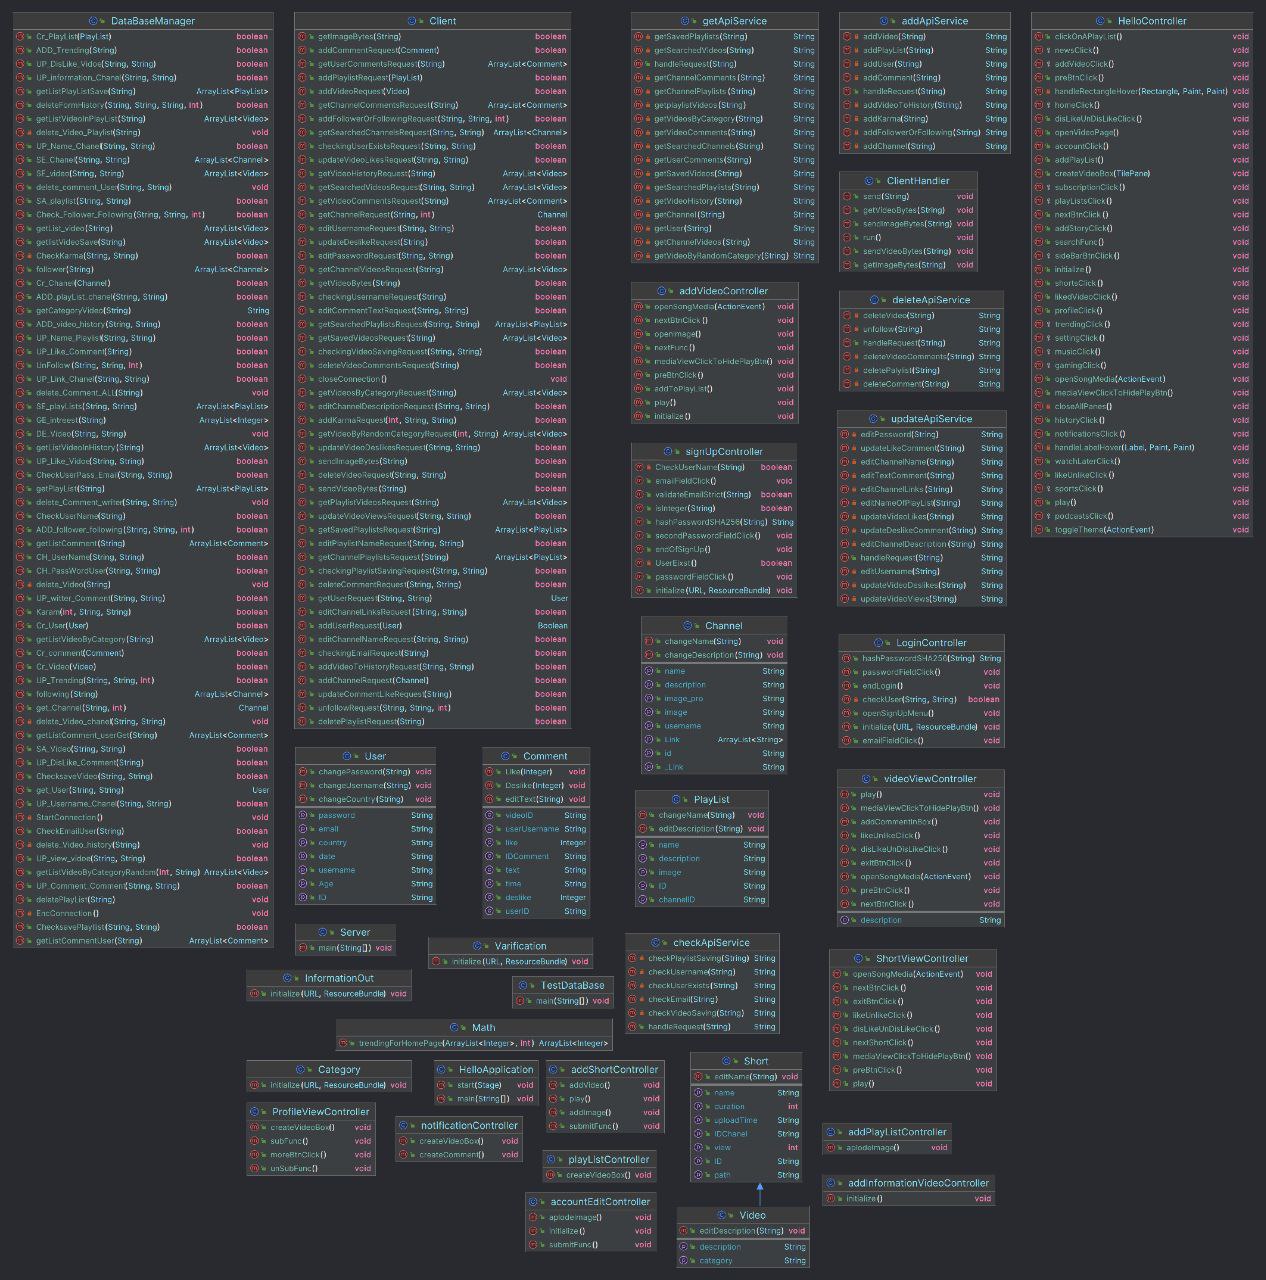 DataBaseManager
Cr_PlayList(PlayList) boolean
ADD_Trending(String) boolean
UP_DisLike_Vidoe(String, String) boolean
UP_information_Chanel(String) boolean
getListPlayListSave(String) ArrayList<PlayList>
deleteFormHistory(String, String, String, int) boolean
getListVideoInPlayList(String) ArrayList<Video>
delete_Video_Playlist(String) void
UP_Name_Chanel(String, String) boolean
SE_Chanel(String, String) ArrayList<Channel>
SE_video(String, String) ArrayList<Video>
delete_comment_User(String) void
SA_playlist(String, String) boolean
Check_Follower_Following(String, String, int) boolean
getList_video(String) ArrayList<Video>
getlistVideoSave(String) ArrayList<Video>
CheckKarma(String) boolean
follower(String) ArrayList<Channel>
Cr_Chanel(Channel) boolean
ADD_playList_chanel(String, String) boolean
getCategoryVideo(String) String
ADD_video_history(String, String) boolean
UP_Name_Playlist(String, String) boolean
UP_Like_Comment(String) boolean
UnFollow(String, String, Int) boolean
UP_Link_Chanel(String, String) boolean
delete_Comment_ALL(String) void
SE_playLists(String, String) ArrayList<PlayList>
GE_intreest(String) ArrayList<Integer>
DE_Video(String, String) void
getListVideoInHistory(String) ArrayList<Video>
UP_Like_Vidoe(String, String) boolean
CheckUserPass_Email(String, String) boolean
getPlayList(String) ArrayList<PlayList>
delete_Comment_writer(String, String) void
CheckUserName(String) boolean
ADD_follower_following(String, String, int) boolean
getListComment(String) ArrayList<Comment>
CH_UserName(String, String) boolean
CH_PassWordUser(String, String) boolean
delete_Video(String) void
UP_witter_Comment(String, String) boolean
Karam(int, String, String) boolean
Cr_User(User) boolean
getListVideoByCategory(String) ArrayList<Video>
Cr_comment(Comment) boolean
Cr_Video(Video) boolean
UP_Trending(String, String, Int) boolean
following(String) ArrayList<Channel>
get_Channel(String, int) Channel
delete_Video_chanel(String, String) void
getListComment_userGet(String) ArrayList<Comment>
SA_Video(String, String) boolean
UP_DisLike_Comment(String) boolean
ChecksaveVideo(String, String) boolean
get_User(String) User
UP_Username_Chanel(String, String) boolean
StartConnection() void
CheckEmailUser(String) boolean
delete_Video_history(String) void
UP_view_vidoe(String, String) boolean
getListVideoByCategoryRandom(int, String) ArrayList<Video>
UP_Comment_Comment(String, String) boolean
deletePlayList(String) void
EncConnection() void
ChecksavePlaylist(String, String) boolean
getListCommentUser(String) ArrayList<Comment>
Client
getImageBytes(String) boolean
addCommentRequest(Comment) boolean
getUserCommentsRequest(String) ArrayList<Comment>
addPlaylistRequest(PlayList) boolean
addVideoRequest(Video) boolean
getChannelCommentsRequest(String) ArrayList<Comment>
addFollowerOrFollowingRequest(String, String, int) boolean
getSearchedChannelsRequest(String, String) ArrayList<Channel>
checkingUserExistsRequest(String, String) boolean
updateVideoLikesRequest(String, String) boolean
getVideoHistoryRequest(String) ArrayList<Video>
getSearchedVideosRequest(String, String) ArrayList<Video>
getVideoCommentsRequest(String) ArrayList<Comment>
getChannelRequest(String, int) Channel
editUsernameRequest(String, String) boolean
updateDeslikeRequest(String) boolean
editPasswordRequest(String, String) boolean
getChannelVideosRequest(String) ArrayList<Video>
getVideoBytes(String) boolean
checkingUsernameRequest(String) boolean
editCommentTextRequest(String, String) boolean
getSearchedPlaylistsRequest(String, String) ArrayList<PlayList>
getSavedVideosRequest(String) ArrayList<Video>
checkingVideoSavingRequest(String, String) boolean
deleteVideoCommentsRequest(String) boolean
closeConnection() void
getVideosByCategoryRequest(String) ArrayList<Video>
editChannelDescriptionRequest(String, String) boolean
addKarmaRequest(int, String, String) boolean
getVideoByRandomCategoryRequest(int, String) ArrayList<Video>
updateVideoDeslikesRequest(String, String) boolean
sendImageBytes(String) boolean
deleteVideoRequest(String) boolean
sendVideoBytes(String) boolean
getPlaylistVideosRequest(String) ArrayList<Video>
updateVideoViewsRequest(String, String) boolean
getSavedPlaylistsRequest(String) ArrayList<PlayList>
editPlaylistNameRequest(String, String) boolean
getChannelPlaylistsRequest(String) ArrayList<PlayList>
checkingPlaylistSavingRequest(String, String) boolean
deleteCommentRequest(String, String) boolean
getUserRequest(String) User
editChannelLinksRequest(String, String) boolean
addUserRequest(User) Boolean
editChannelNameRequest(String, String) boolean
checkingEmailRequest(String) boolean
addVideoToHistoryRequest(String, String) boolean
addChannelRequest(Channel) boolean
updateCommentLikeRequest(String) boolean
unfollowRequest(String, String, int) boolean
deletePlaylistRequest(String) boolean
getApiService
getSavedPlaylists(String) String
getSearchedVideos(String) String
handleRequest(String) String
getChannelComments(String) String
getChannelPlaylists(String) String
getplaylistVideos(String) String
getVideosByCategory(String) String
getVideoComments(String) String
getSearchedChannels(String) String
getUserComments(String) String
getSavedVideos(String) String
getSearchedPlaylists(String) String
getVideoHistory(String) String
getChannel(String) String
getUser(String) String
getChannelVideos(String) String
getVideoByRandomCategory(String) String
addApiService
addVideo(String) String
addPlayList(String) String
addUser(String) String
addComment(String) String
handleRequest(String) String
addVideoToHistory(String) String
addKarma(String) String
addFollowerOrFollowing(String) String
addChannel(String) String
HelloController
clickOnAPlayList() void
newsClick() void
addVideoClick() void
preBtnClick() void
handleRectangleHover(Rectangle, Paint, Paint) void
homeClick() void
disLikeUnDisLikeClick() void
openVideoPage() void
accountClick() void
addPlayList() void
createVideoBox(TilePane) void
subscriptionClick() void
playListsClick() void
nextBtnClick() void
addStoryClick() void
searchFunc() void
sideBarBtnClick() void
initialize() void
shortsClick() void
likedVideoClick() void
profileClick() void
trendingClick() void
settingClick() void
musicClick() void
gamingClick() void
openSongMedia(ActionEvent) void
mediaViewClickToHidePlayBtn() void
closeAllPanes() void
historyClick() void
notificationsClick() void
handleLabelHover(Label, Paint, Paint) void
watchLaterClick() void
likeUnlikeClick() void
sportsClick() void
play() void
podcastsClick() void
toggleTheme(ActionEvent) void
ClientHandler
send(String) void
getVideoBytes(String) void
sendImageBytes(String) void
run() void
sendVideoBytes(String) void
getImageBytes(String) void
addVideoController
openSongMedia(ActionEvent) void
nextBtnClick() void
openImage() void
nextFunc() void
mediaViewClickToHidePlayBtn() void
preBtnClick() void
addToPlayList() void
play() void
initialize() void
deleteApiService
deleteVideo(String) String
unfollow(String) String
handleRequest(String) String
deleteVideoComments(String) String
deletePalylist(String) String
deleteComment(String) String
updateApiService
editPassword(String) String
updateLikeComment(String) String
editChannelName(String) String
editTextComment(String) String
editChannelLinks(String) String
editNameOfPlayList(String) String
updateVideoLikes(String) String
updateDeslikeComment(String) String
editChannelDescription(String) String
handleRequest(String) String
editUsername(String) String
updateVideoDeslikes(String) String
updateVideoViews(String) String
signUpController
CheckUserName(String) boolean
emailFieldClick() void
validateEmailStrict(String) boolean
isInteger(String) boolean
hashPasswordSHA256(String) String
secondPasswordFieldClick() void
endOfSignUp() void
UserEixst() boolean
passwordFieldClick() void
initialize(URL, ResourceBundle) void
Channel
changeName(String) void
changeDescription(String) void
name String
description String
image_pro String
image String
username String
Link ArrayList<String>
id String
_Link String
LoginController
hashPasswordSHA256(String) String
passwordFieldClick() void
endLogin() void
checkUser(String, String) boolean
openSignUpMenu() void
initialize(URL, ResourceBundle) void
emailFieldClick() void
User
changePassword(String) void
changeUsername(String) void
changeCountry(String) void
password String
email String
country String
date String
username String
Age String
ID String
Comment
Like(Integer) void
Deslike(Integer) void
editText(String) void
videoID String
userUsername String
like Integer
IDComment String
text String
time String
deslike Integer
userID String
PlayList
changeName(String) void
editDescription(String) void
name String
description String
image String
ID String
channelID String
videoViewController
play() void
mediaViewClickToHidePlayBtn() void
addCommentInBox() void
likeUnlikeClick() void
disLikeUnDisLikeClick() void
exitBtnClick() void
openSongMedia(ActionEvent) void
preBtnClick() void
nextBtnClick() void
description String
Server
main(String[]) void
Varification
initialize(URL, ResourceBundle) void
checkApiService
checkPlaylistSaving(String) String
checkUsername(String) String
checkUserExists(String) String
checkEmail(String) String
checkVideoSaving(String) String
handleRequest(String) String
ShortViewController
openSongMedia(ActionEvent) void
nextBtnClick() void
exitBtnClick() void
likeUnlikeClick() void
disLikeUnDisLikeClick() void
nextShortClick() void
mediaViewClickToHidePlayBtn() void
preBtnClick() void
play() void
InformationOut
initialize(URL, ResourceBundle) void
TestDataBase
main(String[]) void
Math
trendingForHomePage(ArrayList<Integer>, int) ArrayList<Integer>
Category
initialize(URL, ResourceBundle) void
HelloApplication
start(Stage) void
main(String[]) void
addShortController
addVideo() void
play() void
addImage() void
submitFunc() void
Short
editName(String) void
name String
curation int
uploadTime String
IDChanel String
view int
ID String
path String
ProfileViewController
createVideoBox() void
subFunc() void
moreBtnClick() void
unSubFunc() void
notificationController
createVideoBox() void
createComment() void
addPlayListController
aplodeImage() void
playListController
createVideoBox() void
addInformationVideoController
initialize() void
accountEditController
aplodeImage() void
initialize() void
submitFunc() void
Video
editDescription(String) void
description String
category String